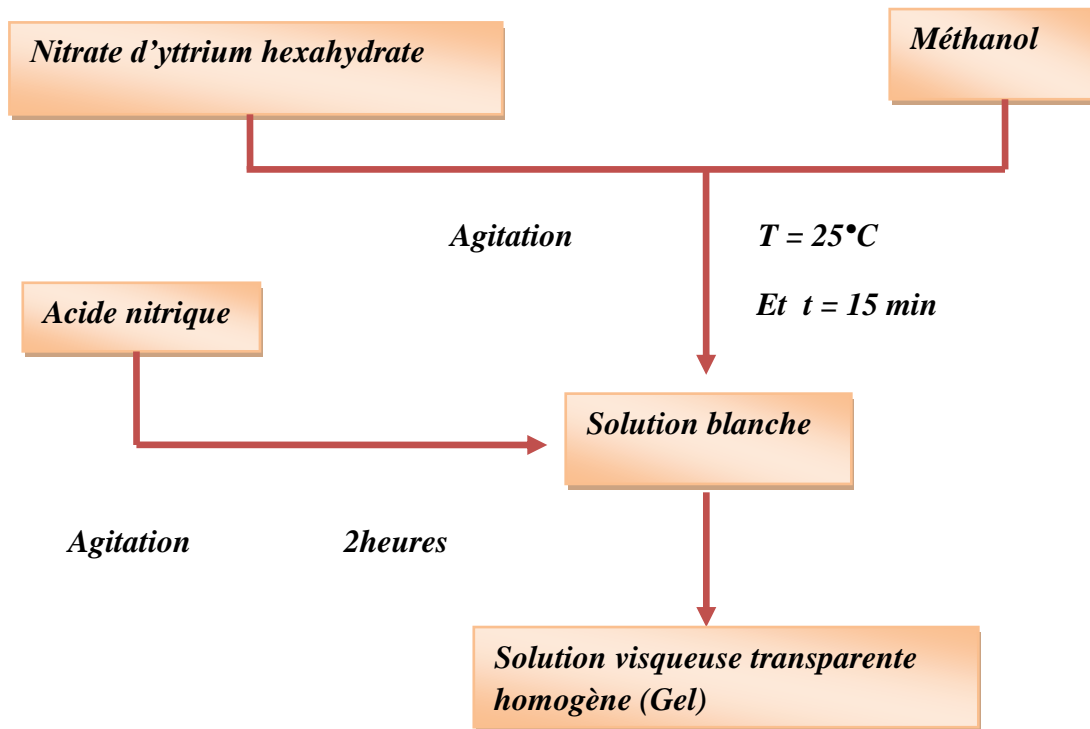 Nitrate d'yttrium hexahydrate
Méthanol
Agitation
T = 25°C
Et t = 15 min
Acide nitrique
Solution blanche
Agitation
2heures
Solution visqueuse transparente
homogène (Gel)